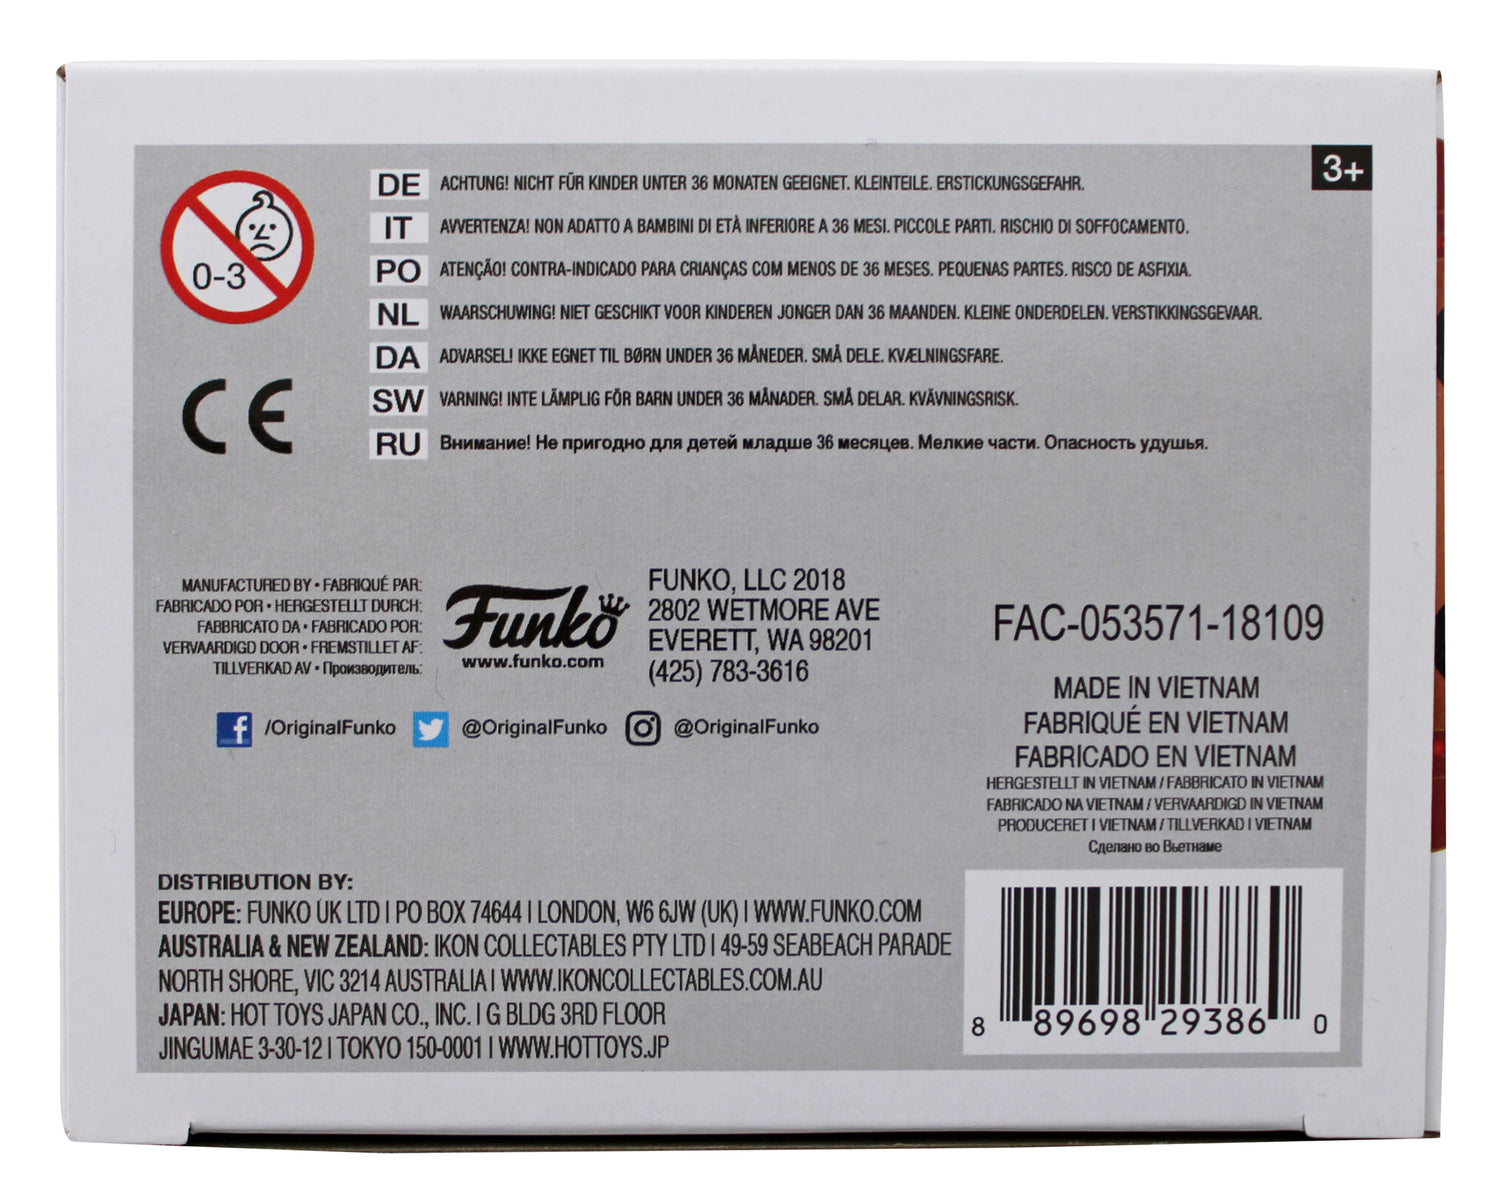 3+
0-3
DE ACHTUNG! NICHT FÜR KINDER UNTER 36 MONATEN GEEIGNET. KLEINTEILE. ERSTICKUNGSGEFAHR.
IT AVVERTENZA! NON ADATTO A BAMBINI DI ETÀ INFERIORE A 36 MESI. PICCOLE PARTI. RISCHIO DI SOFFOCAMENTO.
PO ATENÇÃO! CONTRA-INDICADO PARA CRIANÇAS COM MENOS DE 36 MESES. PEQUENAS PARTES. RISCO DE ASFIXIA.
NL WAARSCHUWING! NIET GESCHIKT VOOR KINDEREN JONGER DAN 36 MAANDEN. KLEINE ONDERDELEN. VERSTIKKINGSGEVAAR.
DA ADVARSEL! IKKE EGNET TIL BØRN UNDER 36 MÅNEDER. SMÅ DELE. KVÆLNINGSFARE.
SW VARNING! INTE LÄMPLIG FÖR BARN UNDER 36 MÅNADER. SMÅ DELAR. KVÄVNINGSRISK.
RU Внимание! Не пригодно для детей младше 36 месяцев. Мелкие части. Опасность удушья.
CE
MANUFACTURED BY • FABRIQUÉ PAR:
FABRICADO POR • HERGESTELLT DURCH:
FABBRICATO DA • FABRICADO POR:
VERVAARDIGD DOOR • FREMSTILLET AF:
TILLVERKAD AV • Производитель:
Funko
www.funko.com
FUNKO, LLC 2018
2802 WETMORE AVE
EVERETT, WA 98201
(425) 783-3616
/OriginalFunko @OriginalFunko @OriginalFunko
FAC-053571-18109
MADE IN VIETNAM
FABRIQUÉ EN VIETNAM
FABRICADO EN VIETNAM
HERGESTELLT IN VIETNAM / FABBRICATO IN VIETNAM
FABRICADO NA VIETNAM / VERVAARDIGD IN VIETNAM
PRODUCERET I VIETNAM / TILLVERKAD I VIETNAM
Сделано во Вьетнаме
DISTRIBUTION BY:
EUROPE: FUNKO UK LTD | PO BOX 74644 | LONDON, W6 6JW (UK) | WWW.FUNKO.COM
AUSTRALIA & NEW ZEALAND: IKON COLLECTABLES PTY LTD | 49-59 SEABEACH PARADE
NORTH SHORE, VIC 3214 AUSTRALIA | WWW.IKONCOLLECTABLES.COM.AU
JAPAN: HOT TOYS JAPAN CO., INC. | G BLDG 3RD FLOOR
JINGUMAE 3-30-12 | TOKYO 150-0001 | WWW.HOTTOYS.JP
8 89698 29386 0